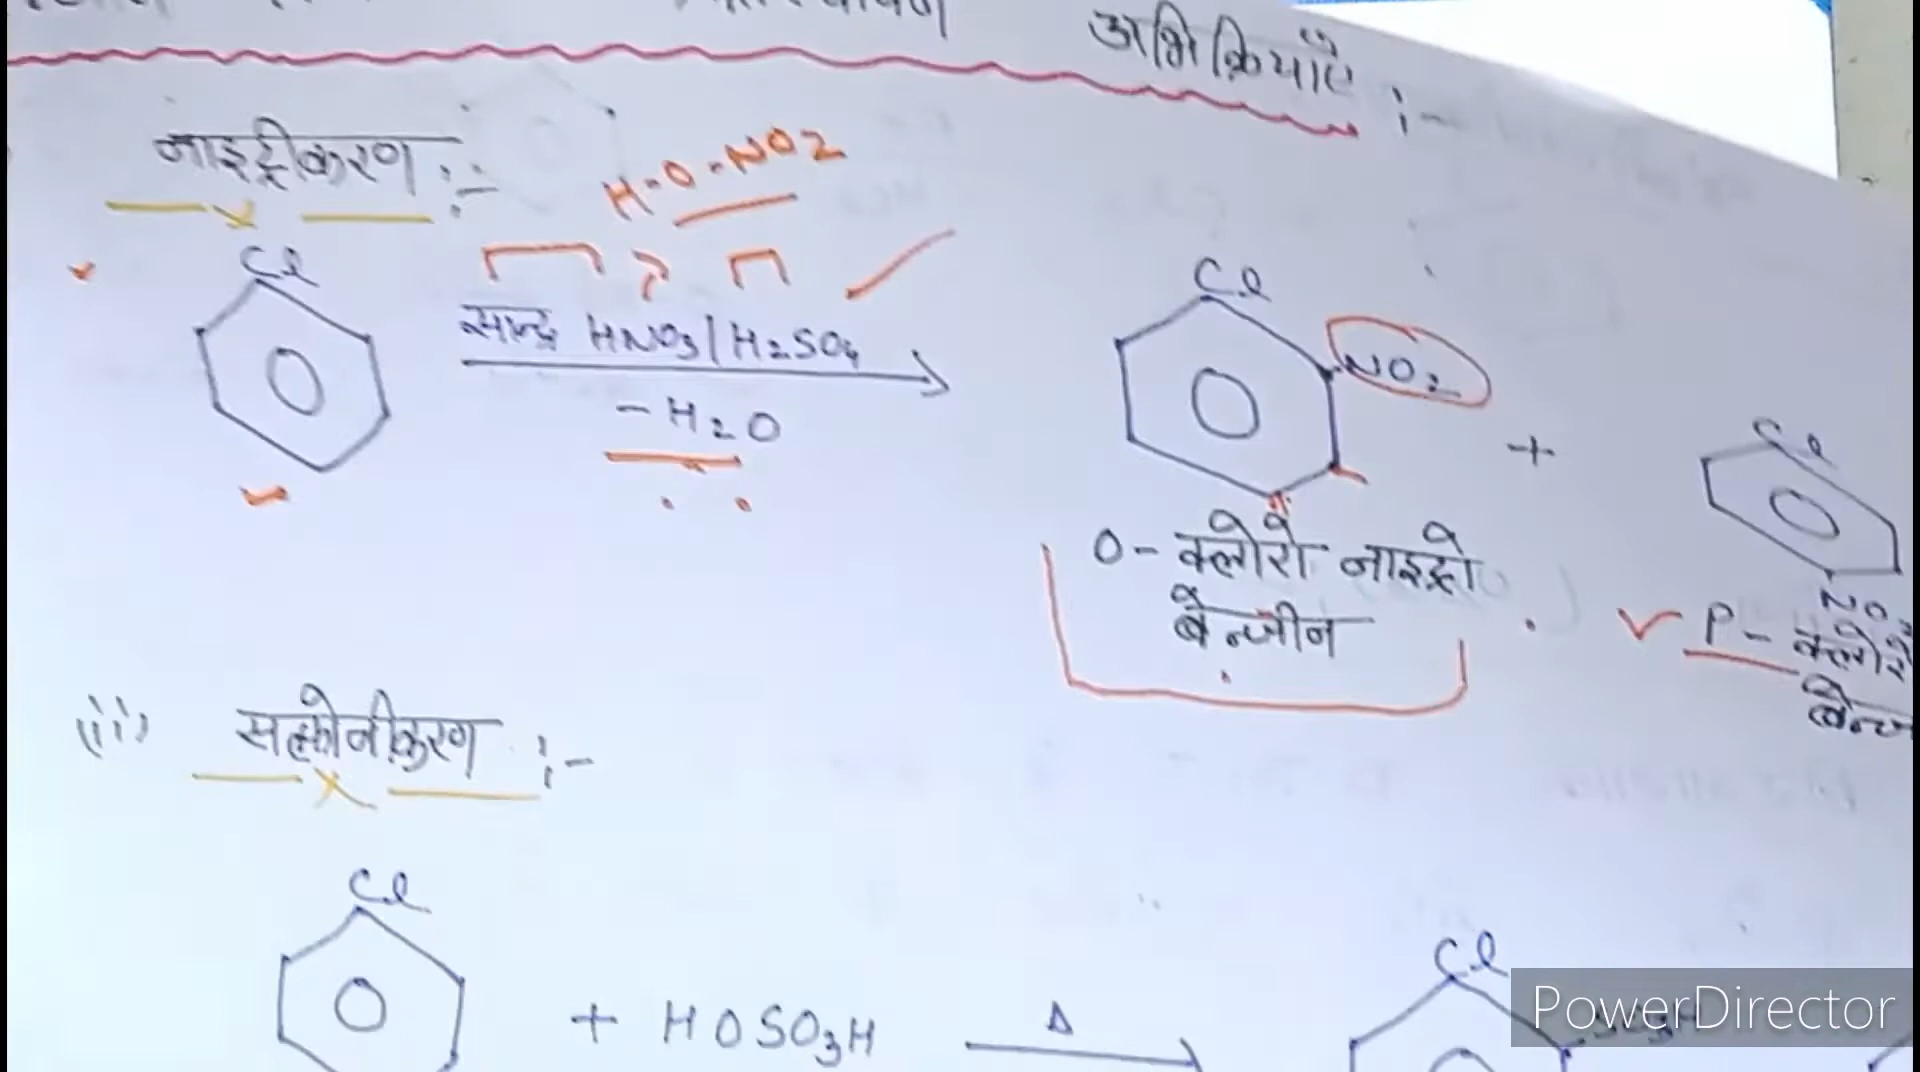 अभिक्रियाएँ :-
नाइट्रीकरण :-
H-O-NO2
Cl
सान्द्र HNO3/H2SO4
-H2O
Cl
NO2
+
Cl
O- क्लोरो नाइट्रो
बेन्जीन
NO2
P- क्लोरो
(ii) सल्फोनीकरण :-
Cl
+ HOSO3H
Δ
Cl
SO3H
PowerDirector